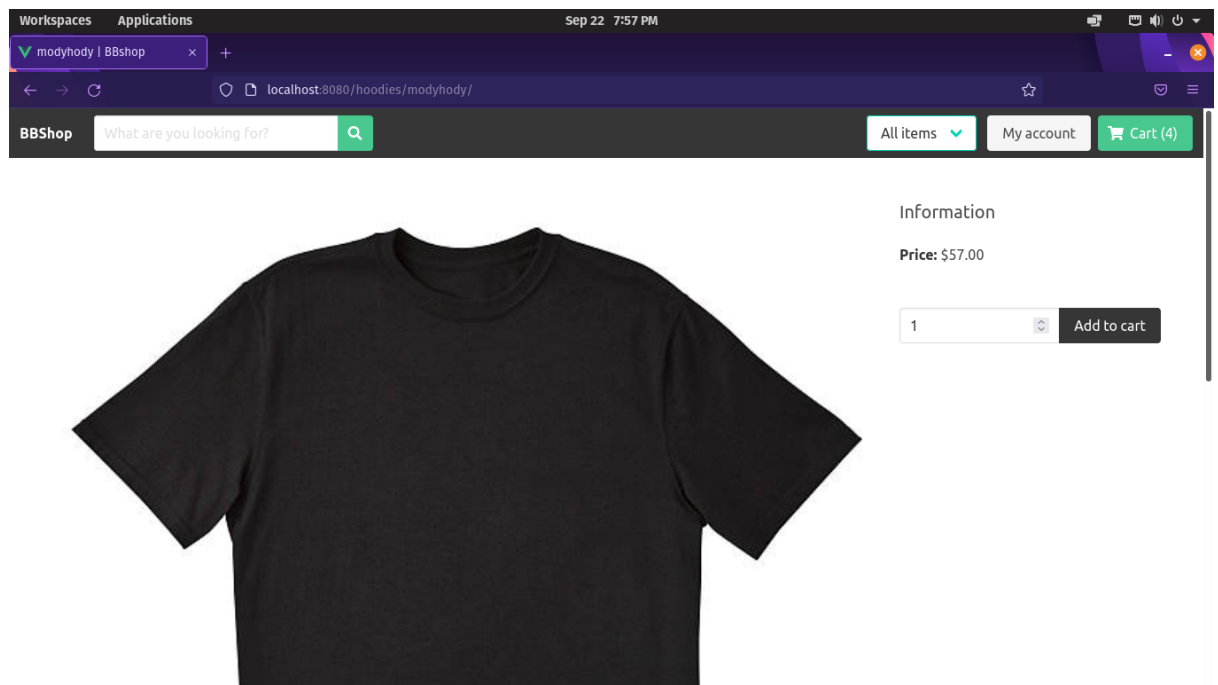 Workspaces Applications Sep 22 7:57 PM
modyhody | BBshop
localhost:8080/hoodies/modyhody/
BBShop What are you looking for? All items My account Cart (4)
Information
Price: $57.00
1 Add to cart